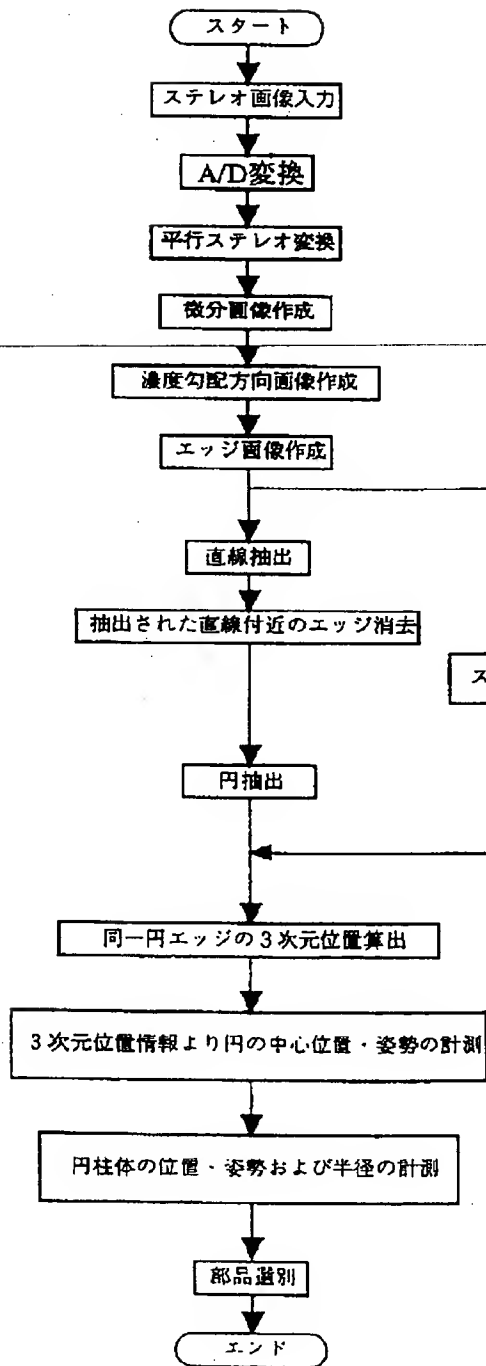 スタート
ステレオ画像入力
A/D変換
平行ステレオ変換
微分画像作成
濃度勾配方向画像作成
エッジ画像作成
直線抽出
抽出された直線付近のエッジ消去
ス
円抽出
同一円エッジの3次元位置算出
3次元位置情報より円の中心位置・姿勢の計測
円柱体の位置・姿勢および半径の計測
部品選別
エンド